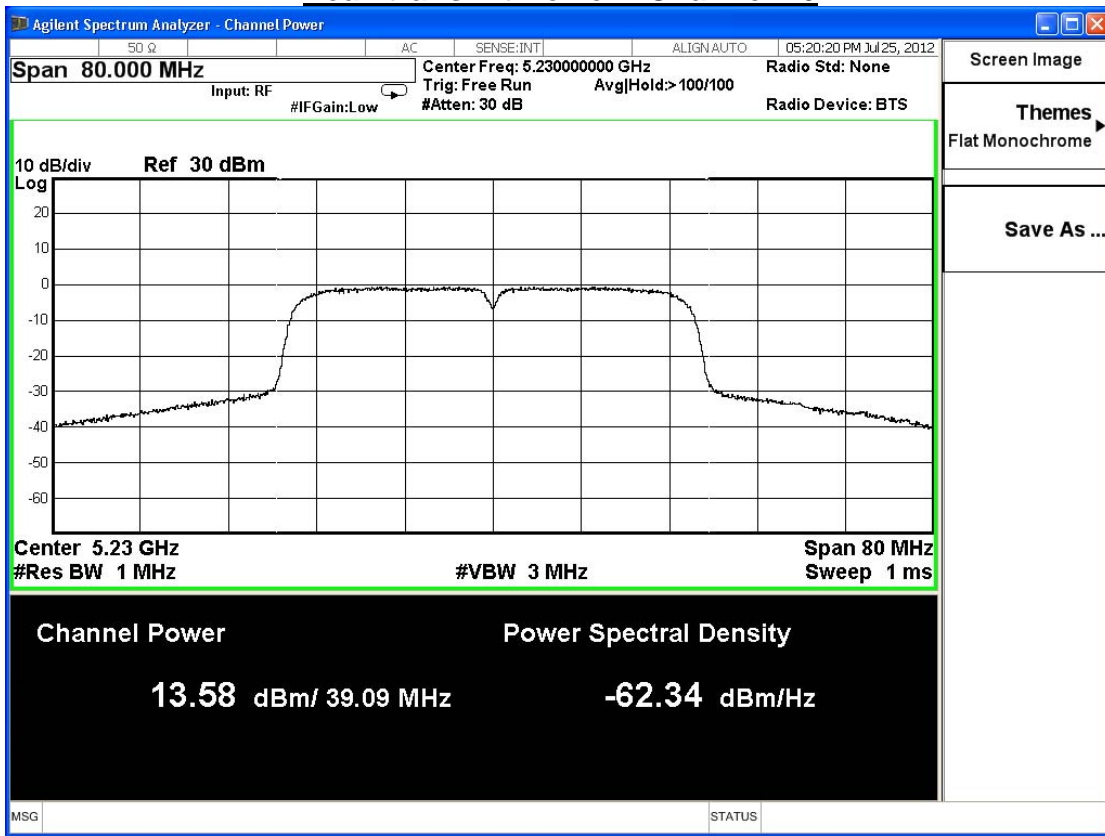 Agilent Spectrum Analyzer - Channel Power
50 Ω AC SENSE:INT ALIGN AUTO 05:20:20 PM Jul 25, 2012
Span 80.000 MHz
Input: RF
#IFGain:Low
Center Freq: 5.230000000 GHz
Trig: Free Run Avg|Hold:>100/100
#Atten: 30 dB
Radio Std: None
Radio Device: BTS
Screen Image
Themes
Flat Monochrome
Save As ...
10 dB/div Ref 30 dBm
Log
20
10
0
-10
-20
-30
-40
-50
-60
Center 5.23 GHz Span 80 MHz
#Res BW 1 MHz #VBW 3 MHz Sweep 1 ms
Channel Power Power Spectral Density
13.58 dBm/ 39.09 MHz -62.34 dBm/Hz
MSG STATUS